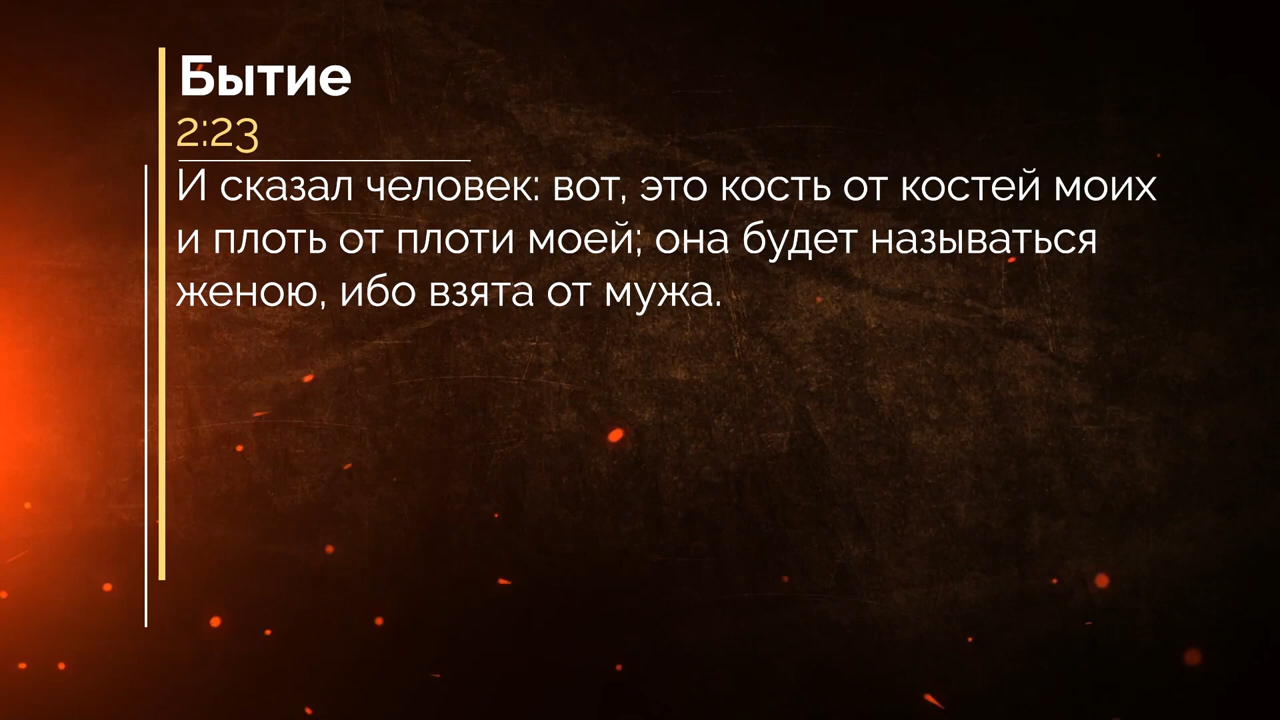 Бытие
2:23
И сказал человек: вот, это кость от костей моих
и плоть от плоти моей; она будет называться
женою, ибо взята от мужа.